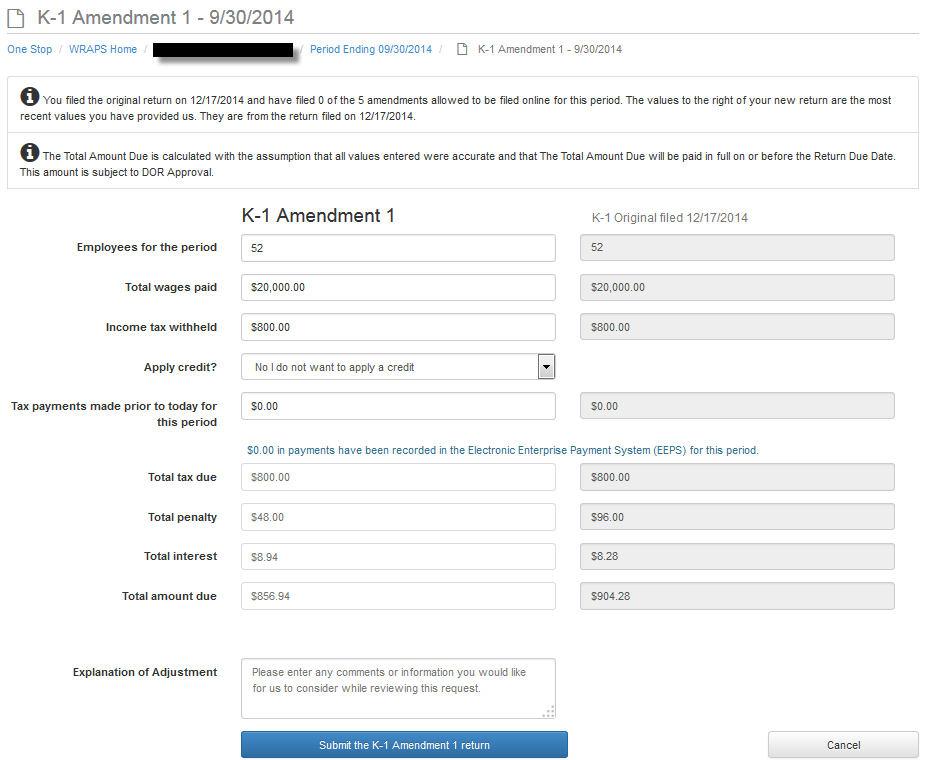 K-1 Amendment 1 - 9/30/2014
One Stop / WRAPS Home / / Period Ending 09/30/2014 / K-1 Amendment 1 - 9/30/2014
You filed the original return on 12/17/2014 and have filed 0 of the 5 amendments allowed to be filed online for this period. The values to the right of your new return are the most
recent values you have provided us. They are from the return filed on 12/17/2014.
The Total Amount Due is calculated with the assumption that all values entered were accurate and that The Total Amount Due will be paid in full on or before the Return Due Date.
This amount is subject to DOR Approval.
K-1 Amendment 1 K-1 Original filed 12/17/2014
Employees for the period 52 52
Total wages paid $20,000.00 $20,000.00
Income tax withheld $800.00 $800.00
Apply credit? No I do not want to apply a credit
Tax payments made prior to today for $0.00 $0.00
this period
$0.00 in payments have been recorded in the Electronic Enterprise Payment System (EEPS) for this period.
Total tax due $800.00 $800.00
Total penalty $48.00 $96.00
Total interest $8.94 $8.28
Total amount due $856.94 $904.28
Explanation of Adjustment Please enter any comments or information you would like
for us to consider while reviewing this request.
Submit the K-1 Amendment 1 return Cancel